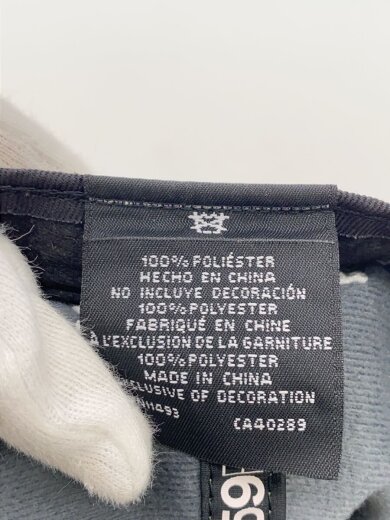 100% POLIÉSTER
HECHO EN CHINA
NO INCLUYE DECORACIÓN
100% POLYESTER
FABRIQUÉ EN CHINE
À L'EXCLUSION DE LA GARNITURE
100% POLYESTER
MADE IN CHINA
EXCLUSIVE OF DECORATION
CA40289
59